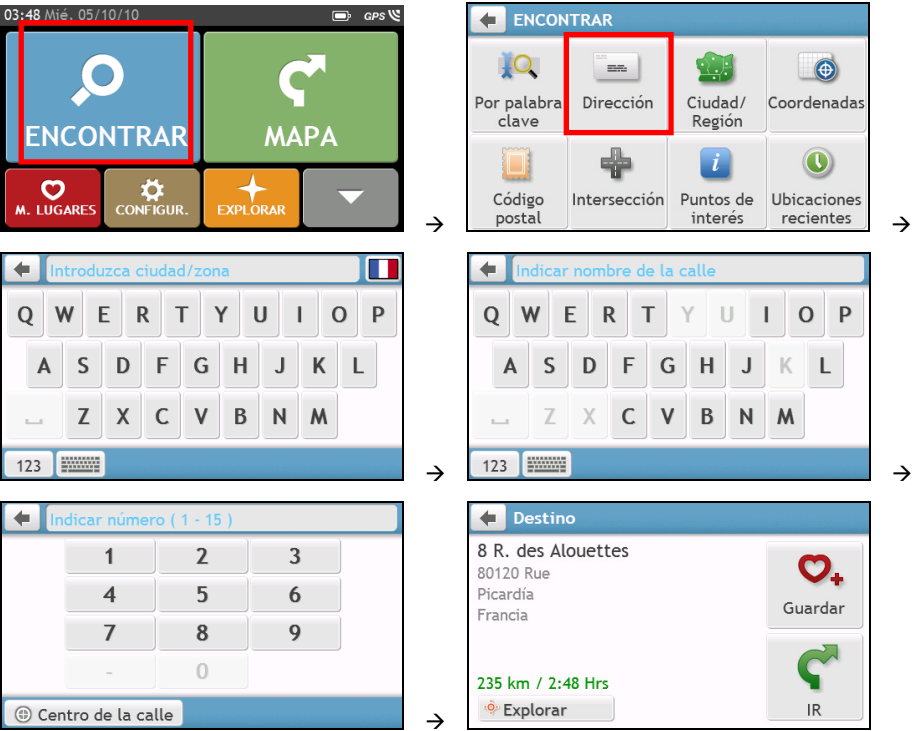 03:48 Mié. 05/10/10 GPS
ENCONTRAR
MAPA
M. LUGARES
CONFIGUR.
EXPLORAR
→
ENCONTRAR
Por palabra
clave
Dirección
Ciudad/
Región
Coordenadas
Código
postal
Intersección
Puntos de
interés
Ubicaciones
recientes
→
Introduzca ciudad/zona
Q W E R T Y U I O P
A S D F G H J K L
Z X C V B N M
123
→
Indicar nombre de la calle
Q W E R T Y U I O P
A S D F G H J K L
Z X C V B N M
123
→
Indicar número ( 1 - 15 )
1 2 3
4 5 6
7 8 9
- 0
Centro de la calle
→
Destino
8 R. des Alouettes
80120 Rue
Picardía
Francia
235 km / 2:48 Hrs
Explorar
Guardar
IR